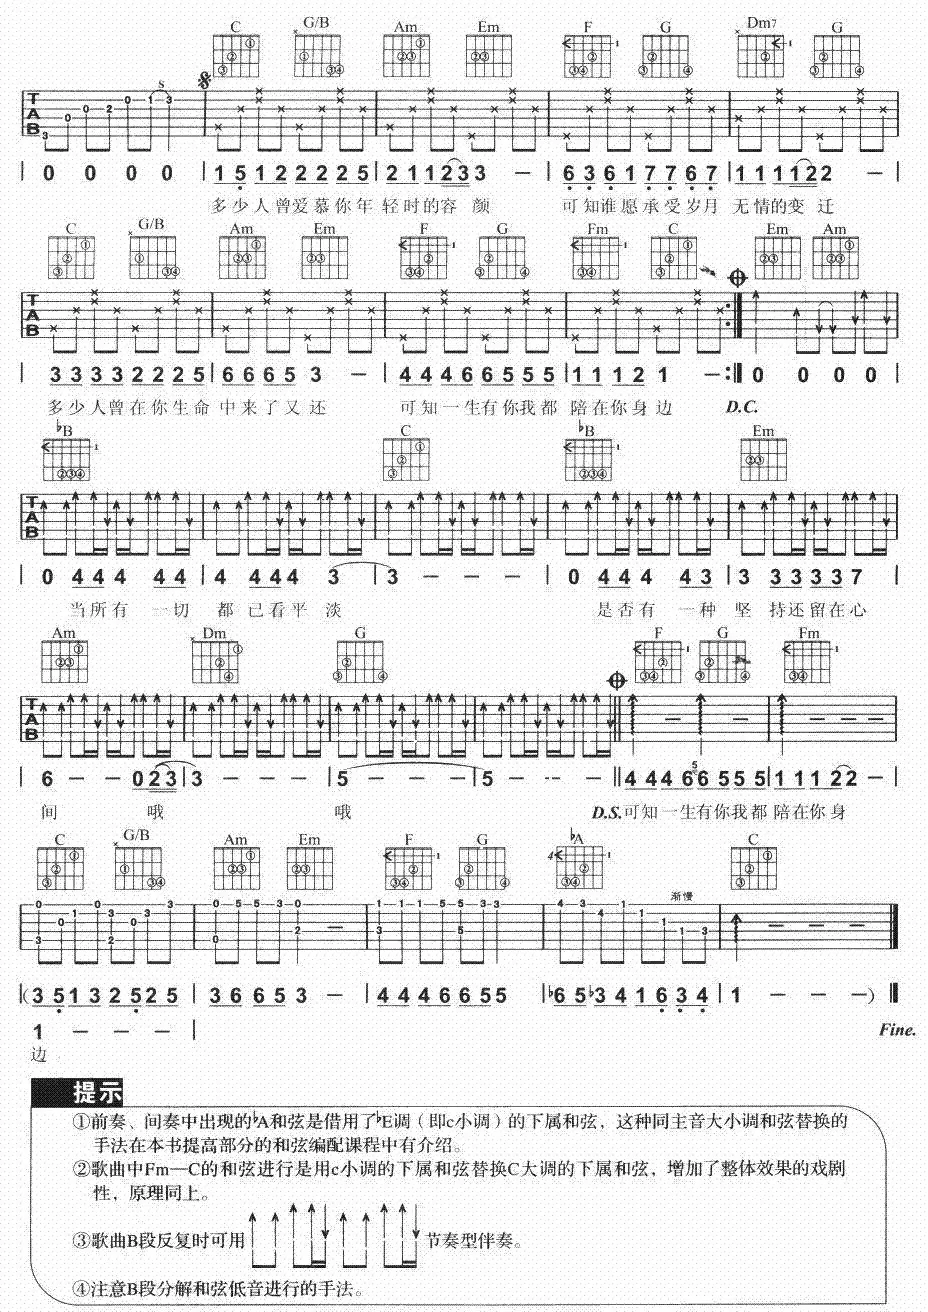 C G/B Am Em F G Dm7 G
S
T A B
0 0 0 0 | 1 5 1 2 2 2 2 5 | 2 1 1 1 2 3 3 | 6 3 6 1 7 7 6 7 | 1 1 1 1 2 2 —
多少人曾爱慕你年 轻时的容 颜 可知谁愿承受岁月 无情的变 迁
C G/B Am Em F G Fm C Em Am
T A B
3 3 3 3 2 2 2 5 | 6 6 6 5 3 — | 4 4 4 6 6 5 5 5 | 1 1 1 2 1 — :‖ 0 0 0 0 |
多少人曾在你生命 中来了又还 可知一生有你我都 陪在你身边 D.C.
♭B C ♭B Em
T A B
0 4 4 4 4 4 | 4 4 4 4 3 | 3 — — — | 0 4 4 4 4 3 | 3 3 3 3 3 7 |
当所有 一切 都已看平 淡 是否有 一种 坚 持还留在心
Am Dm G F G Fm
T A B
6 — — 0 2 3 | 3 — — — | 5 — — — | 5 — — — ‖ 4 4 4 6 5 6 5 5 5 | 1 1 1 2 2 — |
间 哦 哦 D.S. 可知一生有你我都 陪在你身
C G/B Am Em F G ♭A C
4
渐慢
(3 5 1 3 2 5 2 5 | 3 6 6 5 3 — | 4 4 4 6 6 5 5 | ♭6 5 ♭3 4 1 6 3 4 | 1 — — — )
1 — — — |
Fine.
边
提示
①前奏、间奏中出现的♭A和弦是借用了♭E调（即c小调）的下属和弦，这种同主音大小调和弦替换的
手法在本书提高部分的和弦编配课程中有介绍。
②歌曲中Fm—C的和弦进行是用c小调的下属和弦替换C大调的下属和弦，增加了整体效果的戏剧
性，原理同上。
③歌曲B段反复时可用 节奏型伴奏。
④注意B段分解和弦低音进行的手法。